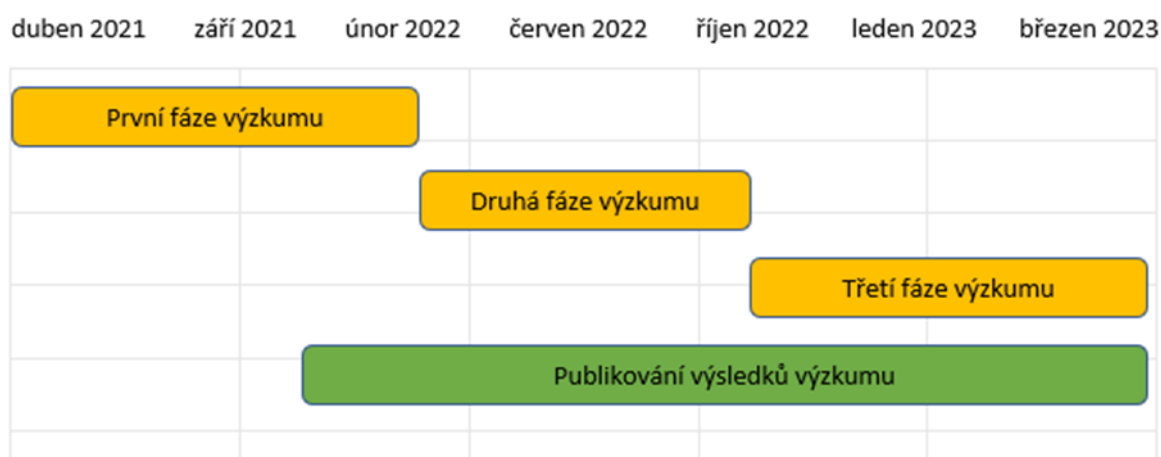 duben 2021 září 2021 únor 2022 červen 2022 říjen 2022 leden 2023 březen 2023
První fáze výzkumu
Druhá fáze výzkumu
Třetí fáze výzkumu
Publikování výsledků výzkumu